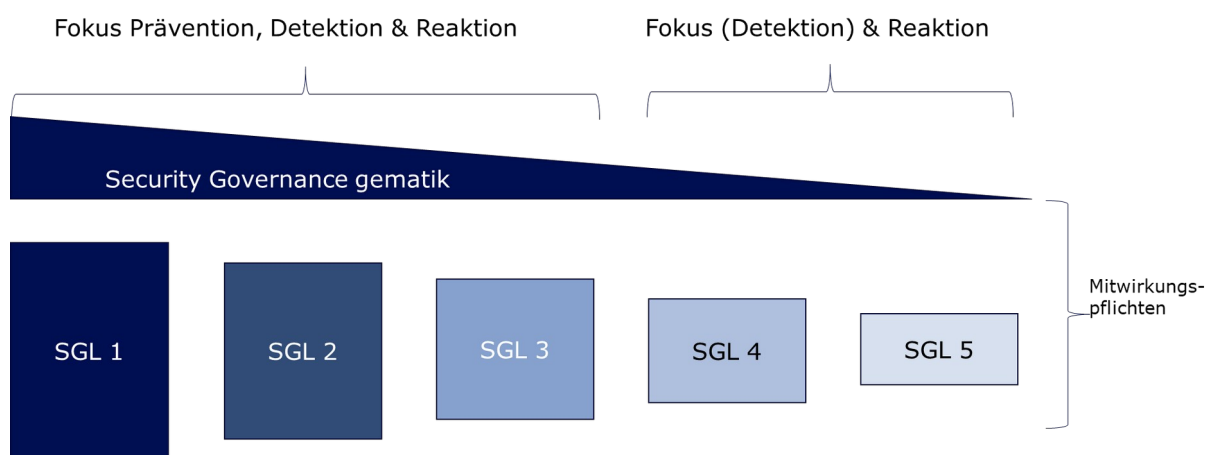 Fokus Prävention, Detektion & Reaktion
Fokus (Detektion) & Reaktion
Security Governance gematik
SGL 1
SGL 2
SGL 3
SGL 4
SGL 5
Mitwirkungs-
pflichten